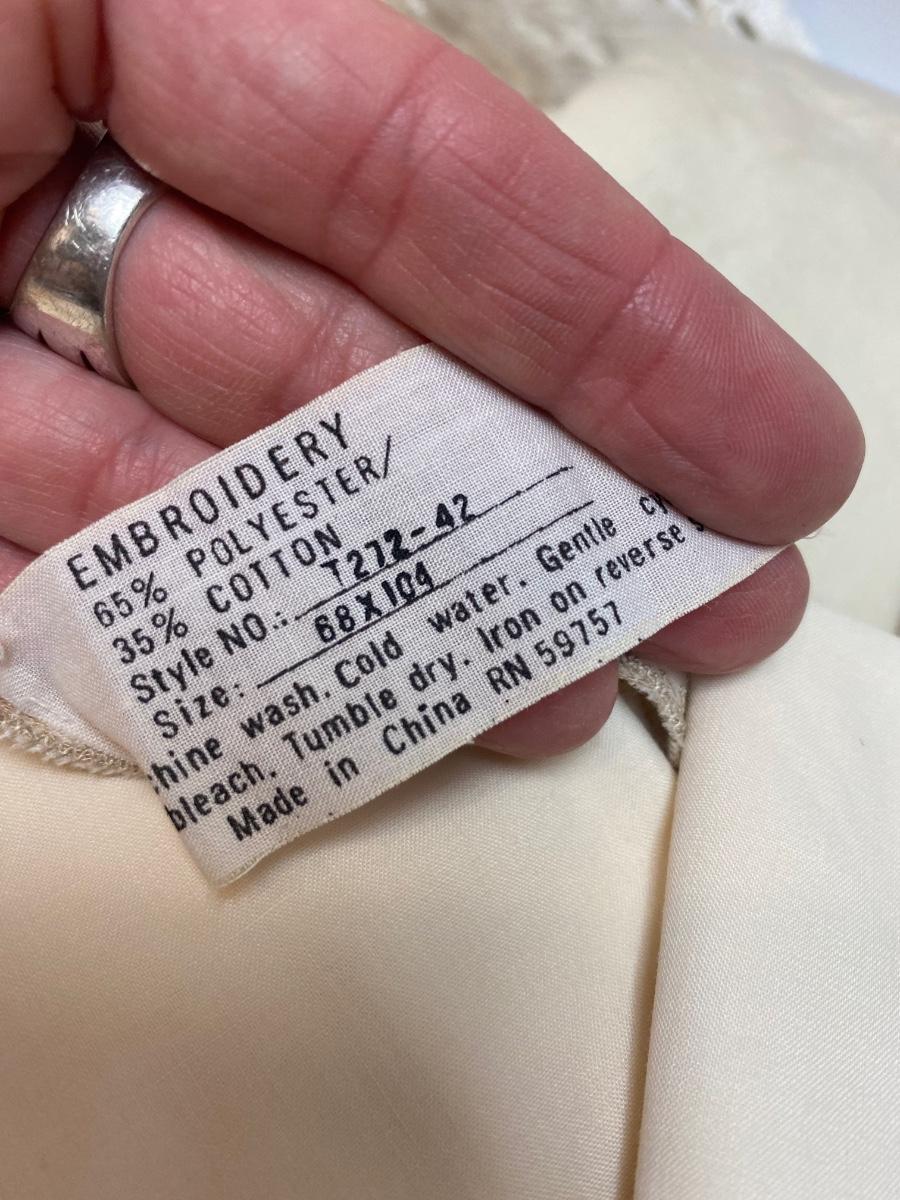 EMBROIDERY
65% POLYESTER/
35% COTTON
Style NO.: T272-42
Size: 68X104
chine wash. Cold water. Gentle cy
bleach. Tumble dry. Iron on reverse s
Made in China RN 59757